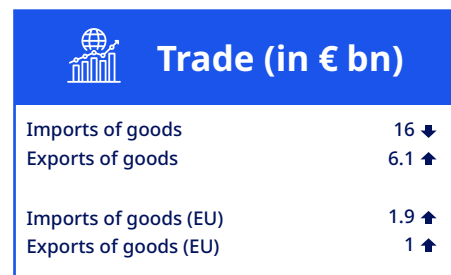 Trade (in € bn)
Imports of goods 16
Exports of goods 6.1
Imports of goods (EU) 1.9
Exports of goods (EU) 1